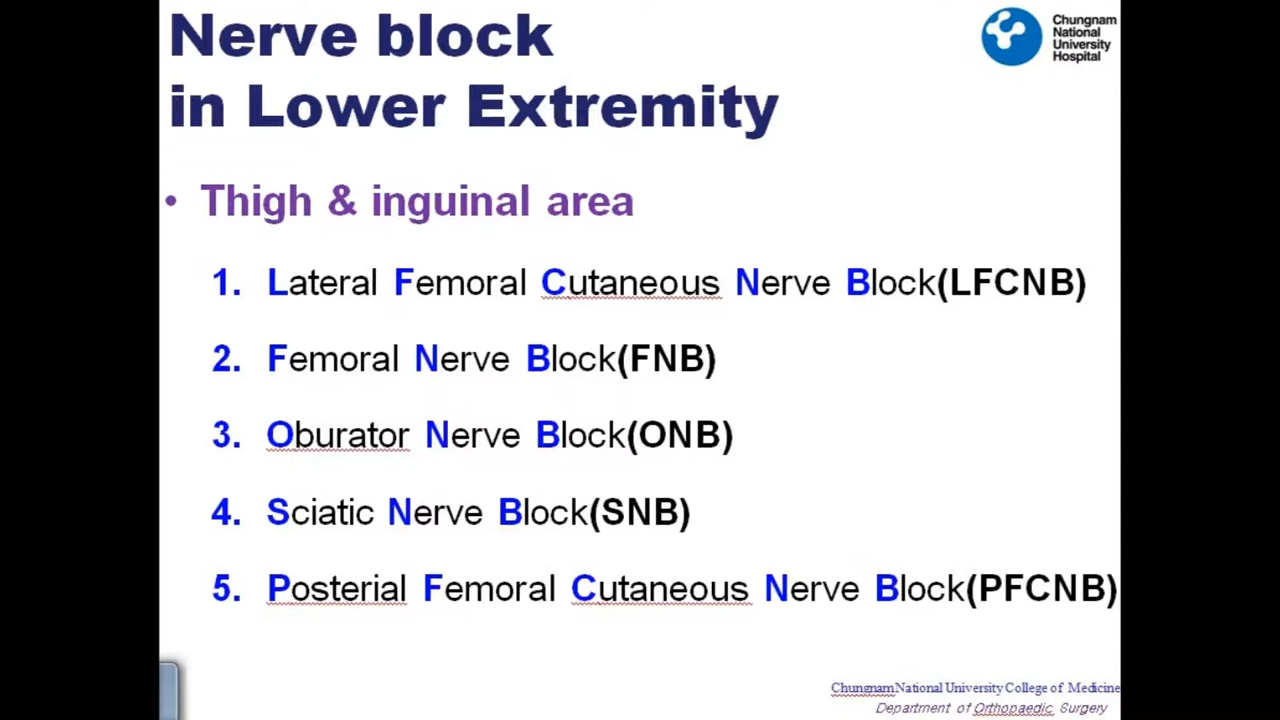 Nerve block
in Lower Extremity
Chungnam
National
University
Hospital
• Thigh & inguinal area
1. Lateral Femoral Cutaneous Nerve Block(LFCNB)
2. Femoral Nerve Block(FNB)
3. Oburator Nerve Block(ONB)
4. Sciatic Nerve Block(SNB)
5. Posterial Femoral Cutaneous Nerve Block(PFCNB)
ChungnamNational University College of Medicine
Department of Orthopaedic Surgery